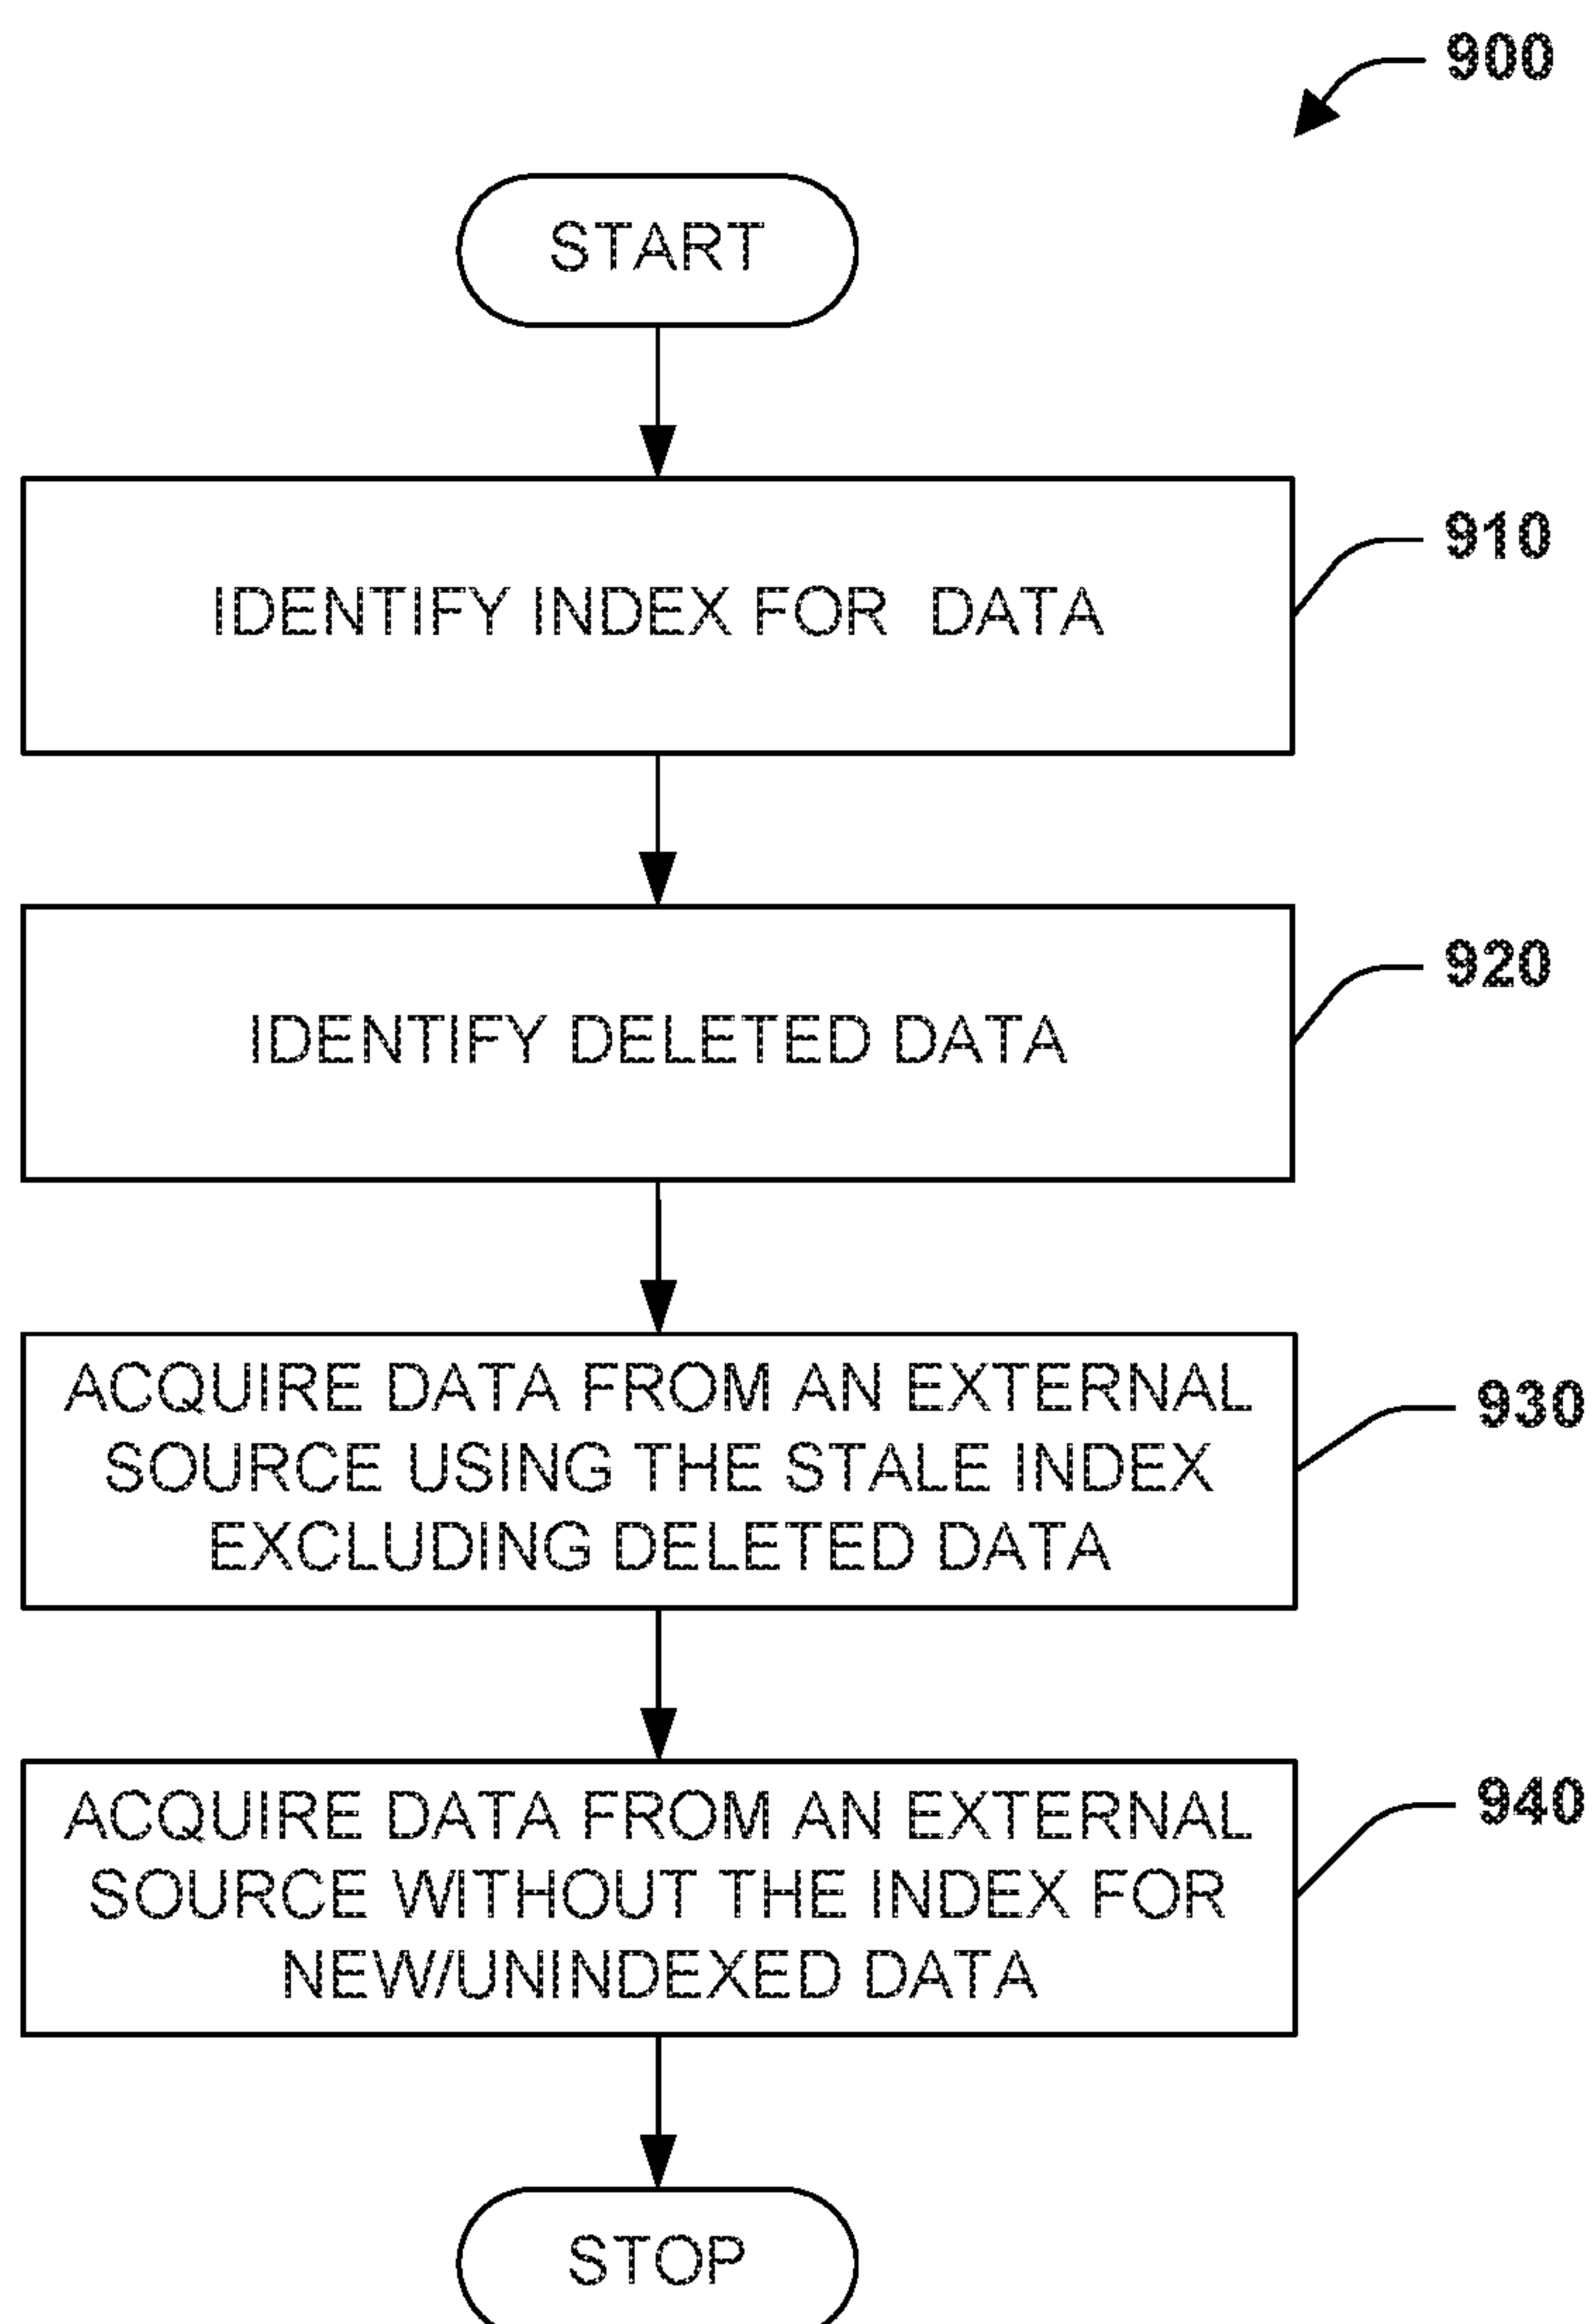 900
START
910
IDENTIFY INDEX FOR DATA
920
IDENTIFY DELETED DATA
930
ACQUIRE DATA FROM AN EXTERNAL
SOURCE USING THE STALE INDEX
EXCLUDING DELETED DATA
940
ACQUIRE DATA FROM AN EXTERNAL
SOURCE WITHOUT THE INDEX FOR
NEW/UNINDEXED DATA
STOP